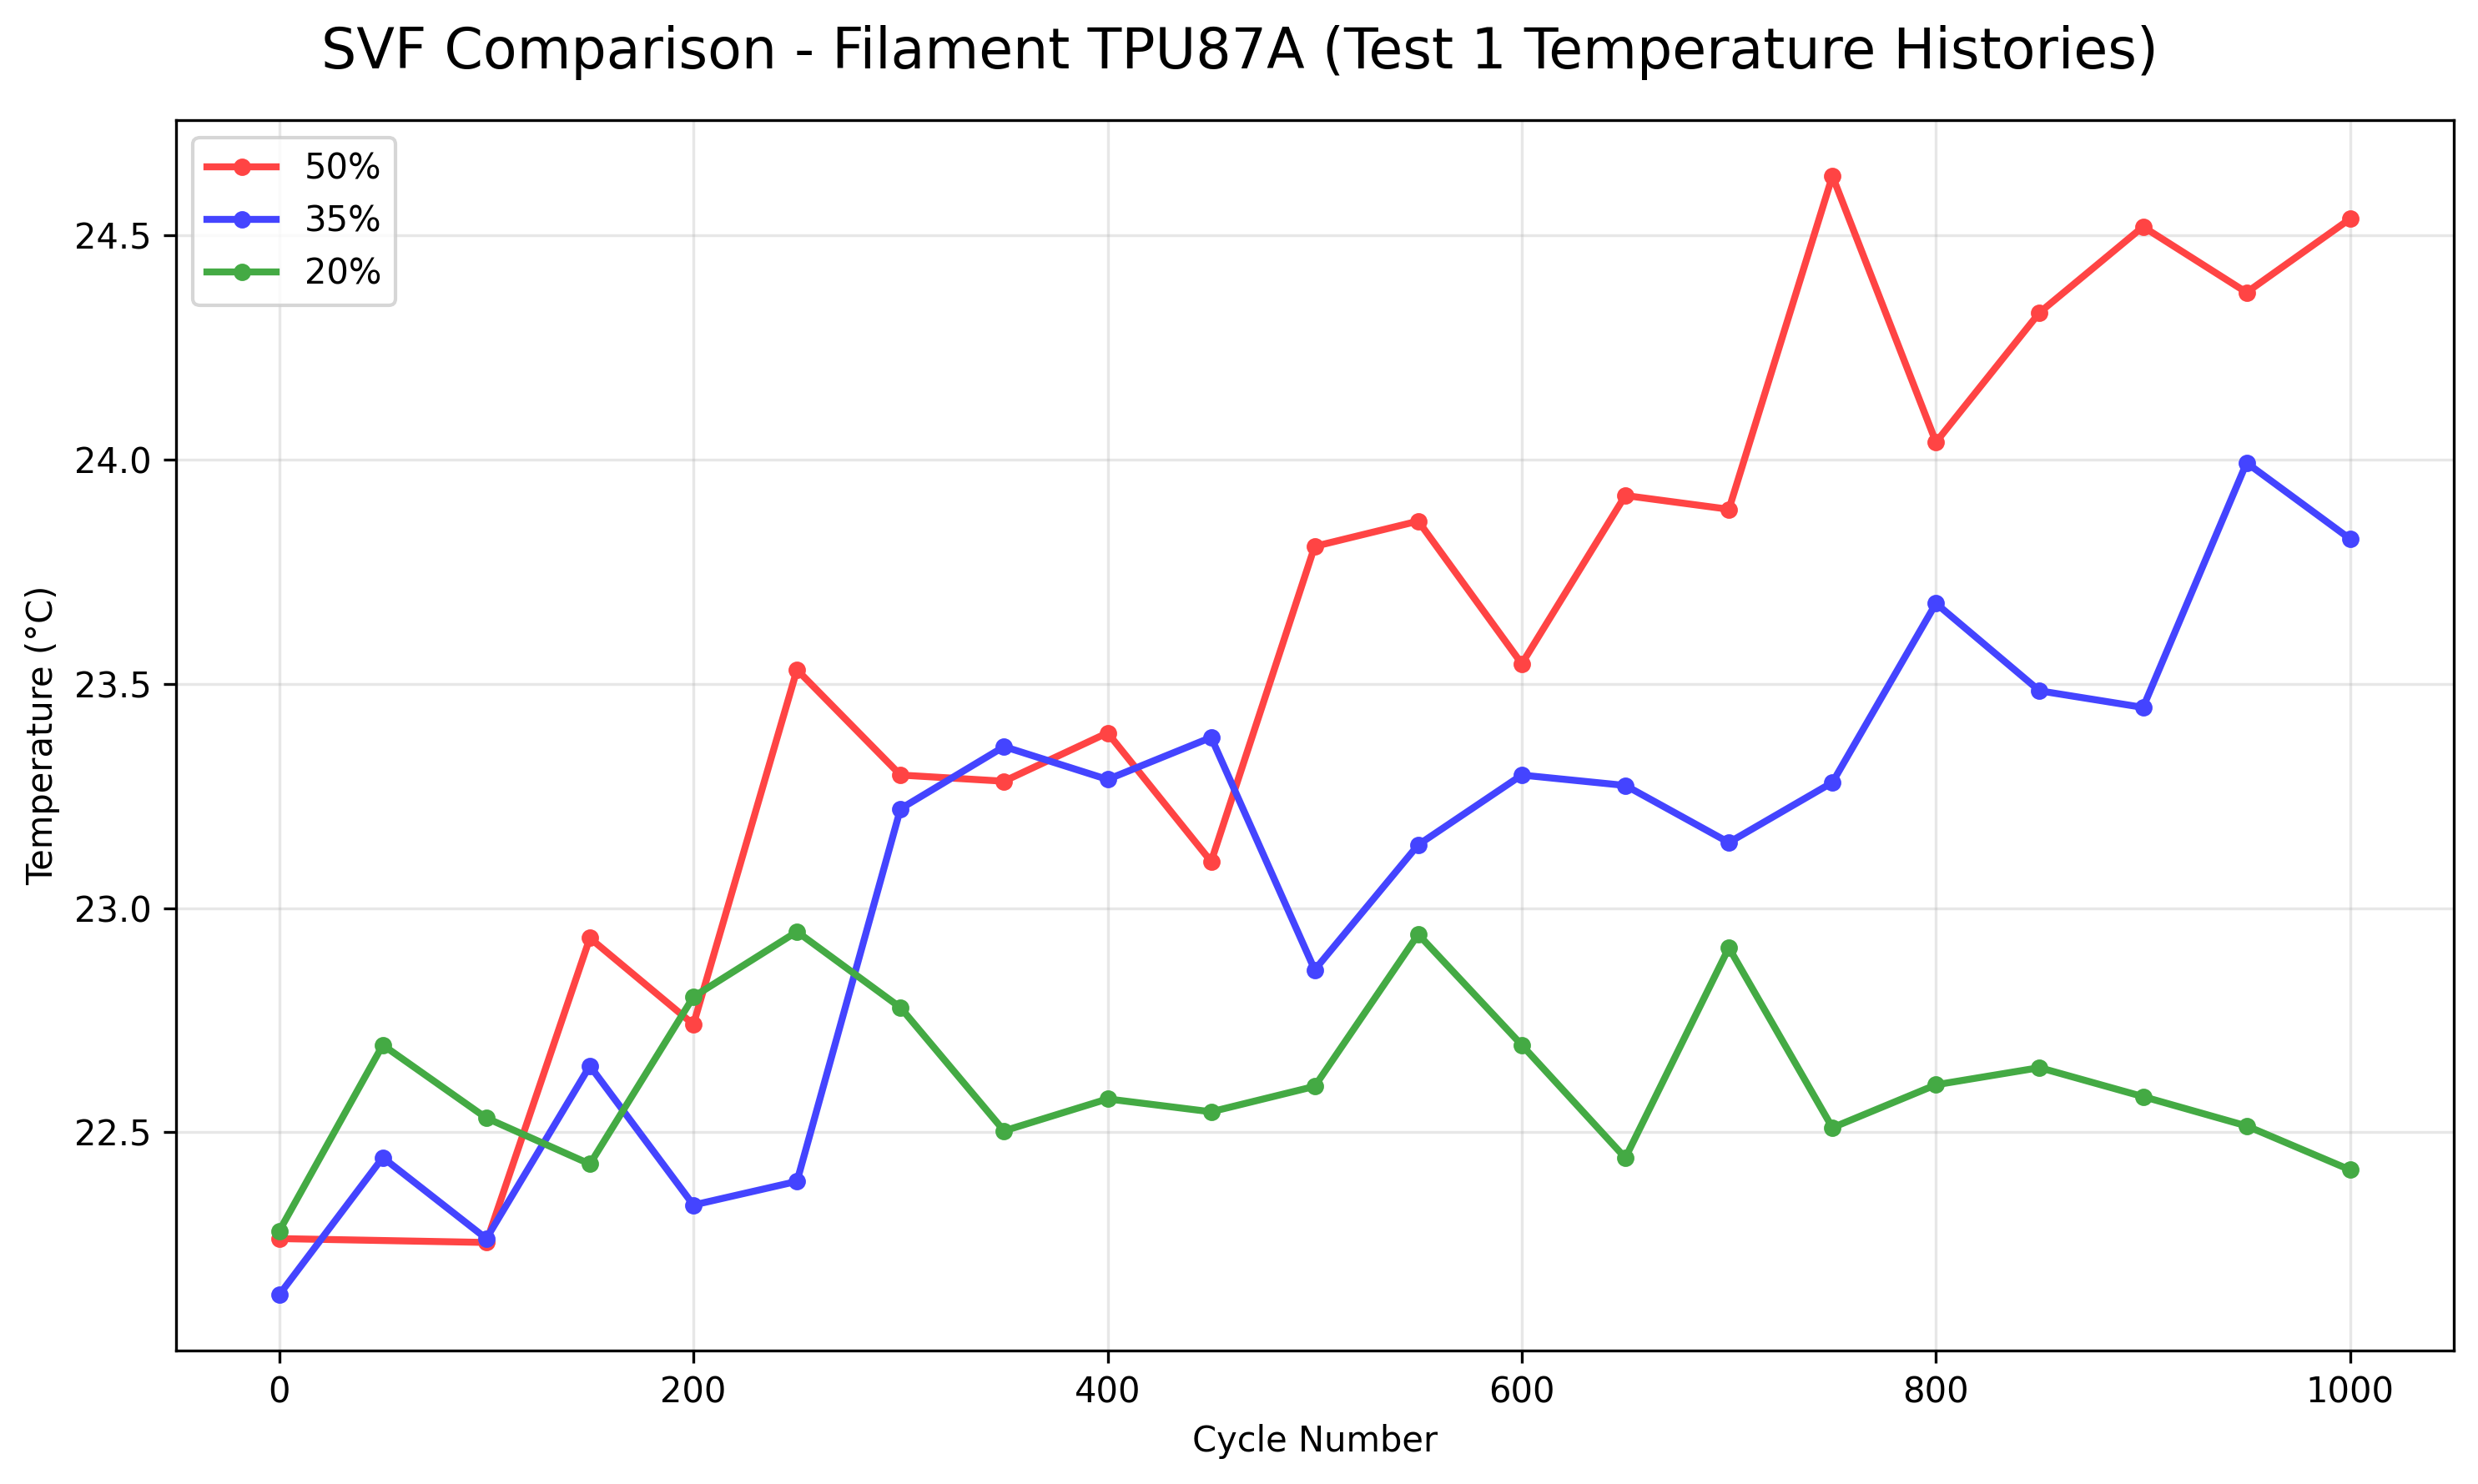 SVF Comparison - Filament TPU87A (Test 1 Temperature Histories)
50%
35%
20%
24.5
24.0
23.5
23.0
22.5
Temperature (°C)
0 200 400 600 800 1000
Cycle Number